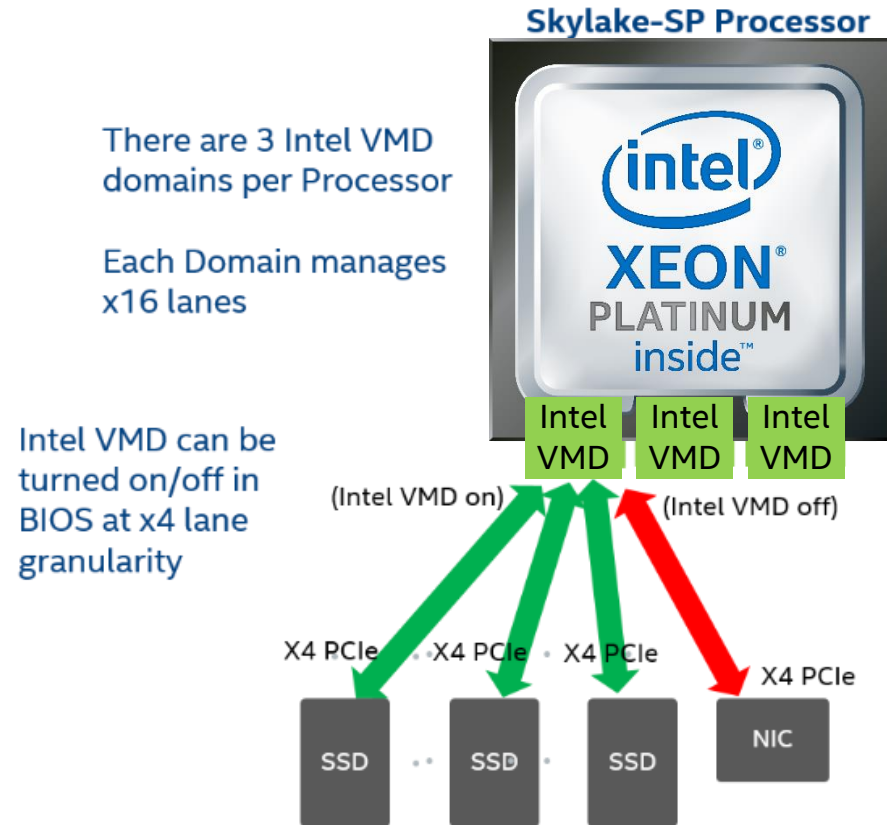 Skylake-SP Processor
There are 3 Intel VMD
domains per Processor
Each Domain manages
x16 lanes
intel®
XEON®
PLATINUM
inside™
Intel VMD can be
turned on/off in
BIOS at x4 lane
granularity
Intel
VMD
Intel
VMD
Intel
VMD
(Intel VMD on)
(Intel VMD off)
X4 PCIe
X4 PCIe
X4 PCIe
X4 PCIe
SSD
SSD
SSD
NIC